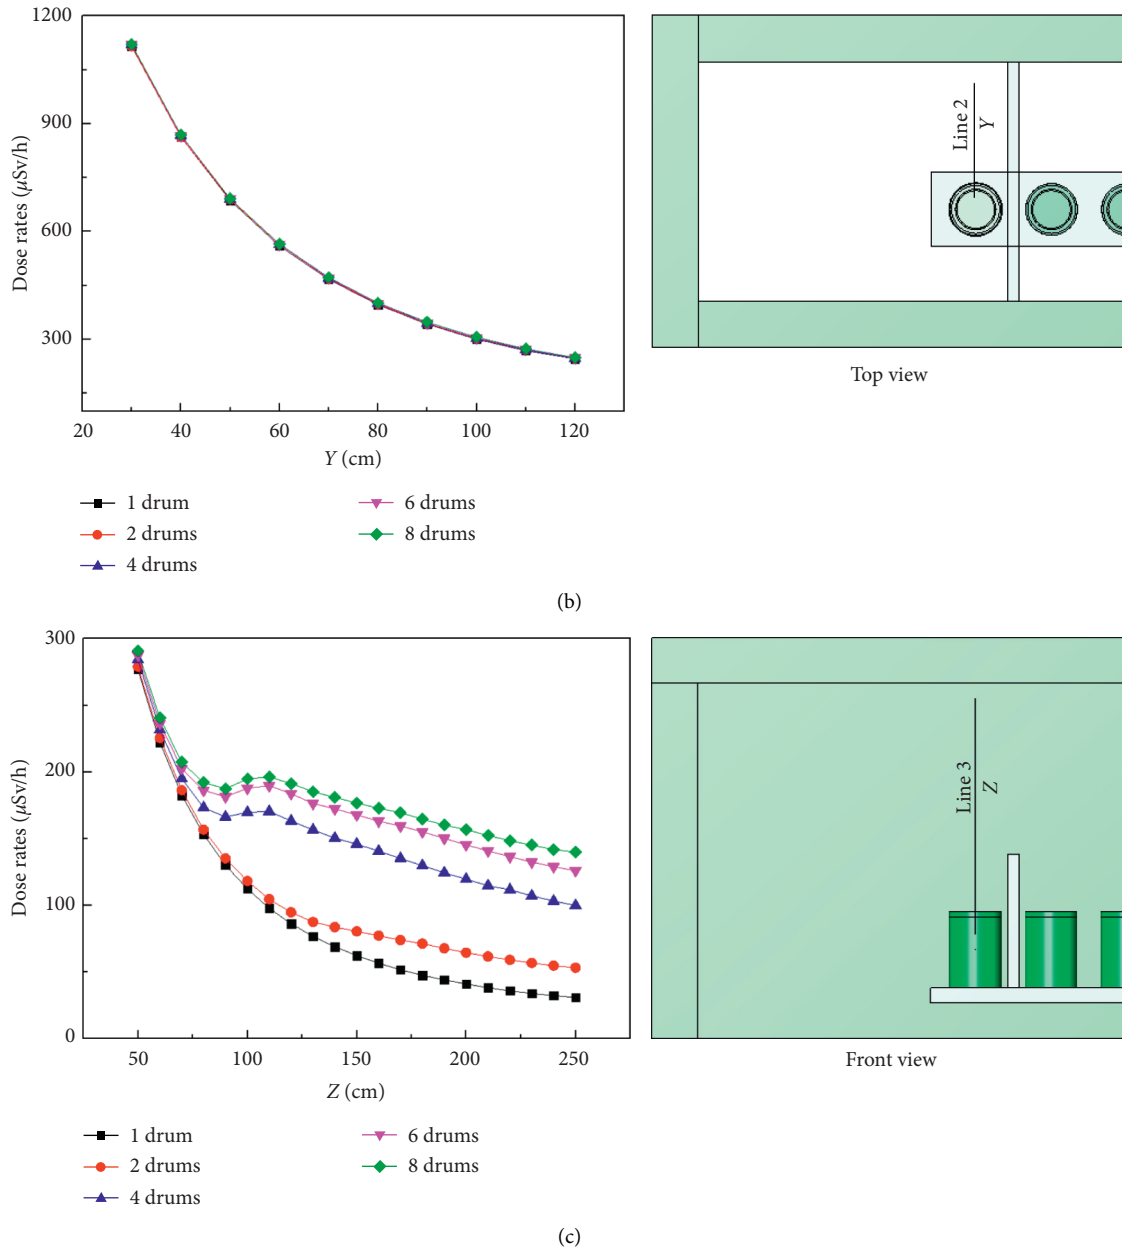 1200
900
600
300
Dose rates (μSv/h)
20 40 60 80 100 120
Y (cm)
1 drum
2 drums
4 drums
6 drums
8 drums
Line 2
Y
Top view
(b)
300
200
100
0
Dose rates (μSv/h)
50 100 150 200 250
Z (cm)
1 drum
2 drums
4 drums
6 drums
8 drums
Line 3
Z
Front view
(c)